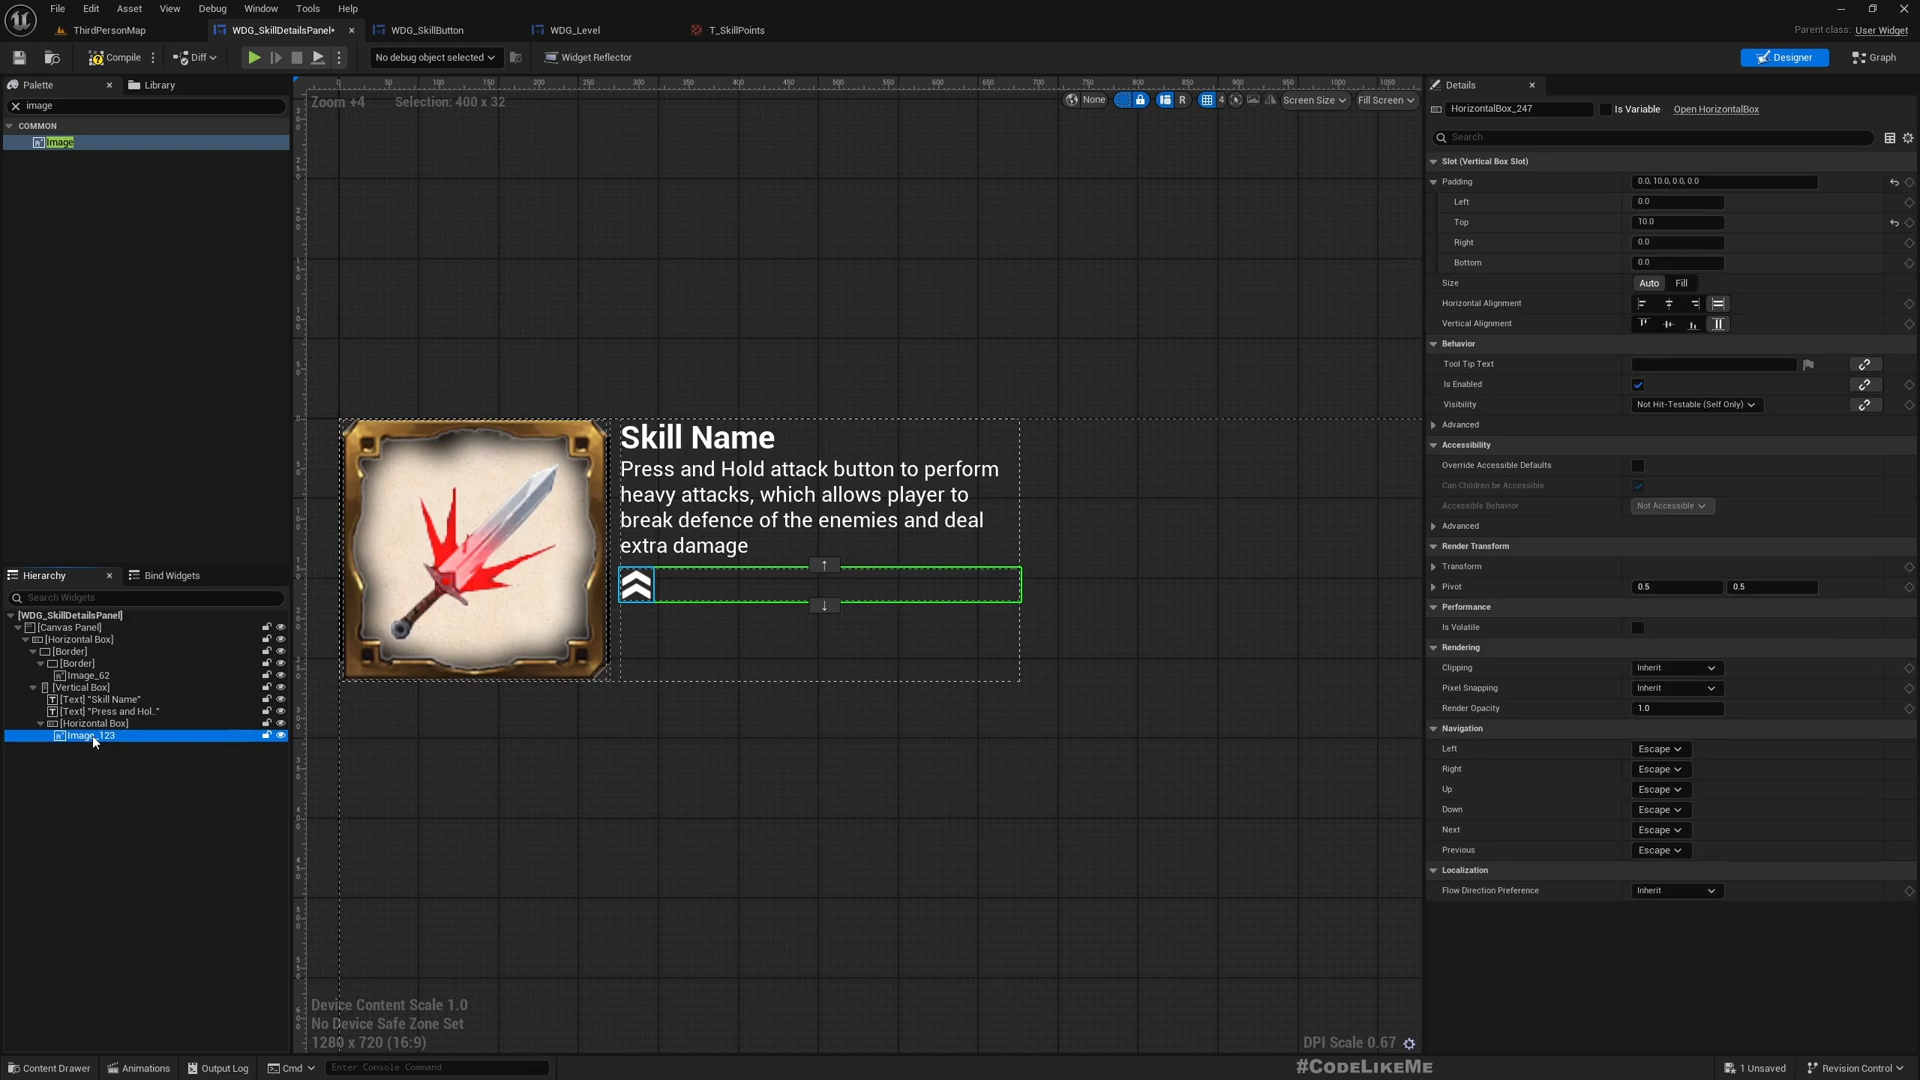 File Edit Asset View Debug Window Tools Help
ThirdPersonMap
WDG_SkillDetailsPanel*
WDG_SkillButton
WDG_Level
T_SkillPoints
Parent class: User Widget
Compile
Diff
No debug object selected
Widget Reflector
Designer
Graph
Palette
Library
image
COMMON
Image
Zoom +4
Selection: 400 x 32
None
R
4
Screen Size
Fill Screen
Skill Name
Press and Hold attack button to perform
heavy attacks, which allows player to
break defence of the enemies and deal
extra damage
Hierarchy
Bind Widgets
Search Widgets
[WDG_SkillDetailsPanel]
[Canvas Panel]
[Horizontal Box]
[Border]
[Border]
Image_62
[Vertical Box]
[Text] "Skill Name"
[Text] "Press and Hol.."
[Horizontal Box]
Image_123
Device Content Scale 1.0
No Device Safe Zone Set
1280 x 720 (16:9)
DPI Scale 0.67
Details
HorizontalBox_247
Is Variable
Open HorizontalBox
Search
Slot (Vertical Box Slot)
Padding 0.0, 10.0, 0.0, 0.0
Left 0.0
Top 10.0
Right 0.0
Bottom 0.0
Size Auto Fill
Horizontal Alignment
Vertical Alignment
Behavior
Tool Tip Text
Is Enabled
Visibility Not Hit-Testable (Self Only)
Advanced
Accessibility
Override Accessible Defaults
Can Children be Accessible
Accessible Behavior Not Accessible
Advanced
Render Transform
Transform
Pivot 0.5 0.5
Performance
Is Volatile
Rendering
Clipping Inherit
Pixel Snapping Inherit
Render Opacity 1.0
Navigation
Left Escape
Right Escape
Up Escape
Down Escape
Next Escape
Previous Escape
Localization
Flow Direction Preference Inherit
Content Drawer
Animations
Output Log
Cmd
Enter Console Command
#CodeLikeMe
1 Unsaved
Revision Control